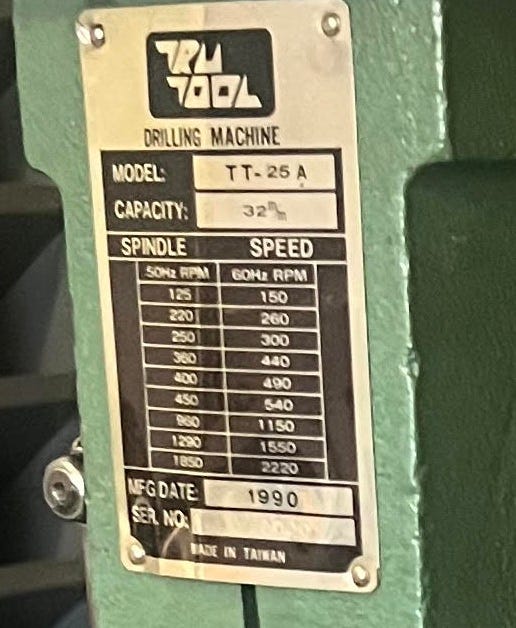 TRU
TOOL
DRILLING MACHINE
MODEL: TT-25 A
CAPACITY: 32m/m
SPINDLE SPEED
50Hz RPM 60Hz RPM
125 150
220 260
250 300
360 440
400 490
450 540
960 1150
1290 1550
1850 2220
MFG DATE: 1990
SER. NO:
MADE IN TAIWAN